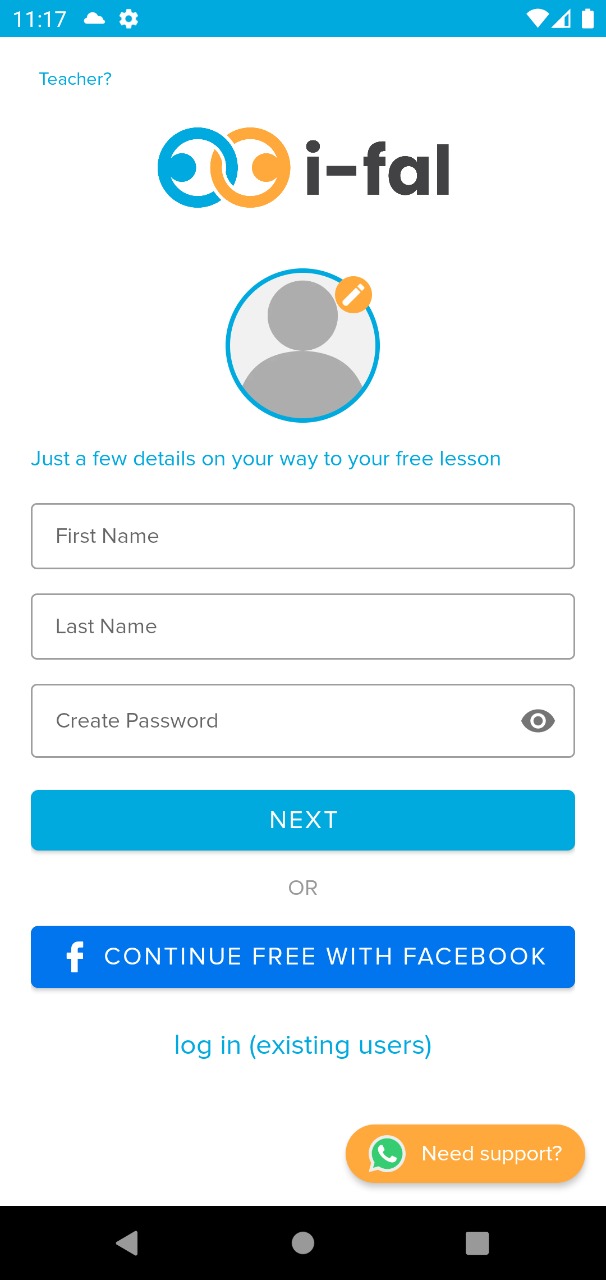 11:17
Teacher?
i-fal
Just a few details on your way to your free lesson
First Name
Last Name
Create Password
NEXT
OR
CONTINUE FREE WITH FACEBOOK
log in (existing users)
Need support?